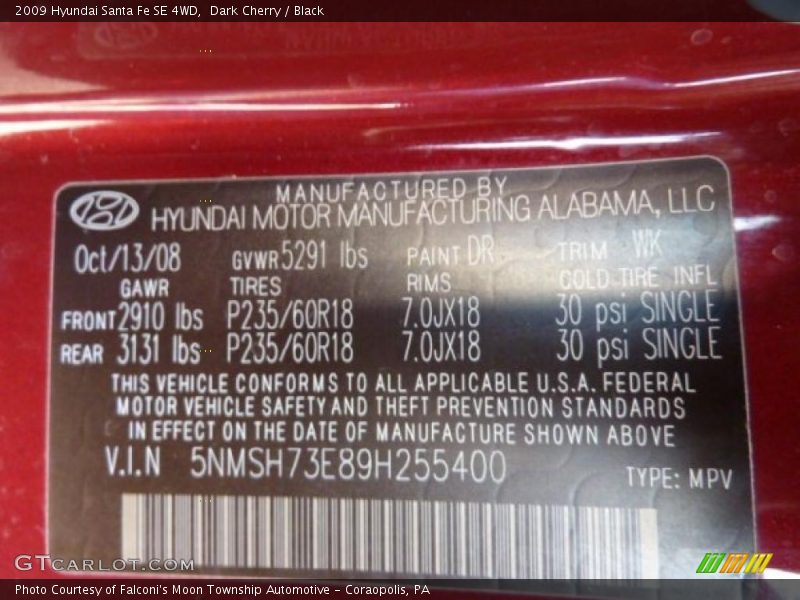 2009 Hyundai Santa Fe SE 4WD, Dark Cherry / Black
MANUFACTURED BY
HYUNDAI MOTOR MANUFACTURING ALABAMA, LLC
Oct/13/08 GVWR 5291 lbs PAINT DR TRIM WK
GAWR TIRES RIMS COLD TIRE INFL
FRONT 2910 lbs P235/60R18 7.0JX18 30 psi SINGLE
REAR 3131 lbs P235/60R18 7.0JX18 30 psi SINGLE
THIS VEHICLE CONFORMS TO ALL APPLICABLE U.S.A. FEDERAL
MOTOR VEHICLE SAFETY AND THEFT PREVENTION STANDARDS
IN EFFECT ON THE DATE OF MANUFACTURE SHOWN ABOVE
V.I.N 5NMSH73E89H255400 TYPE: MPV
GTCARLOT.COM
Photo Courtesy of Falconi's Moon Township Automotive - Coraopolis, PA